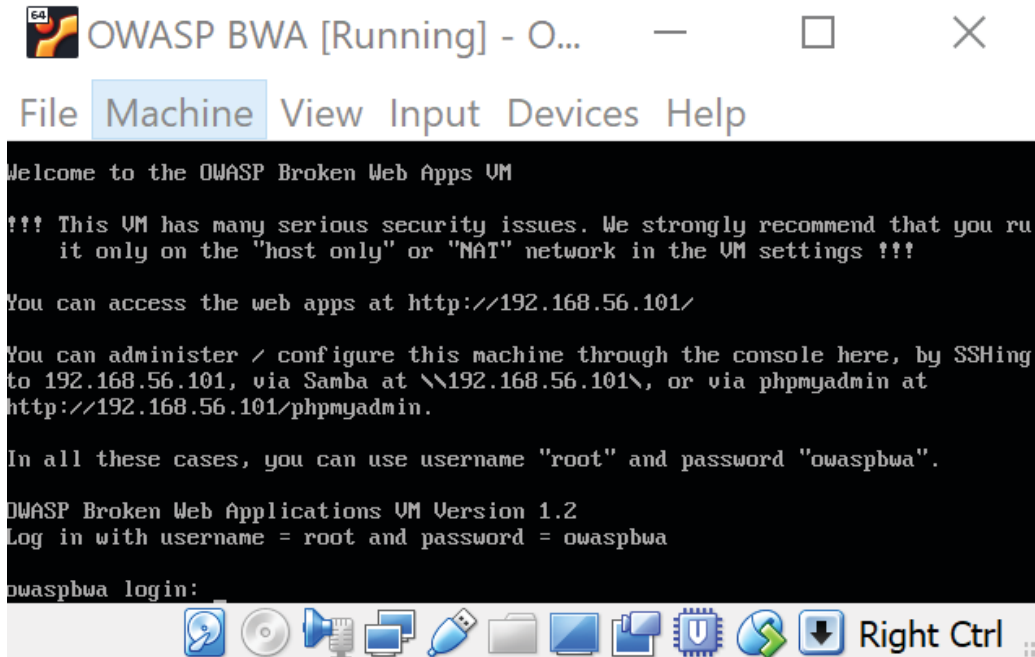 64
OWASP BWA [Running] - O...
File Machine View Input Devices Help
Welcome to the OWASP Broken Web Apps VM
!!! This VM has many serious security issues. We strongly recommend that you ru
it only on the "host only" or "NAT" network in the VM settings !!!
You can access the web apps at http://192.168.56.101/
You can administer / configure this machine through the console here, by SSHing
to 192.168.56.101, via Samba at \\192.168.56.101\, or via phpmyadmin at
http://192.168.56.101/phpmyadmin.
In all these cases, you can use username "root" and password "owaspbwa".
OWASP Broken Web Applications VM Version 1.2
Log in with username = root and password = owaspbwa
owaspbwa login: _
Right Ctrl